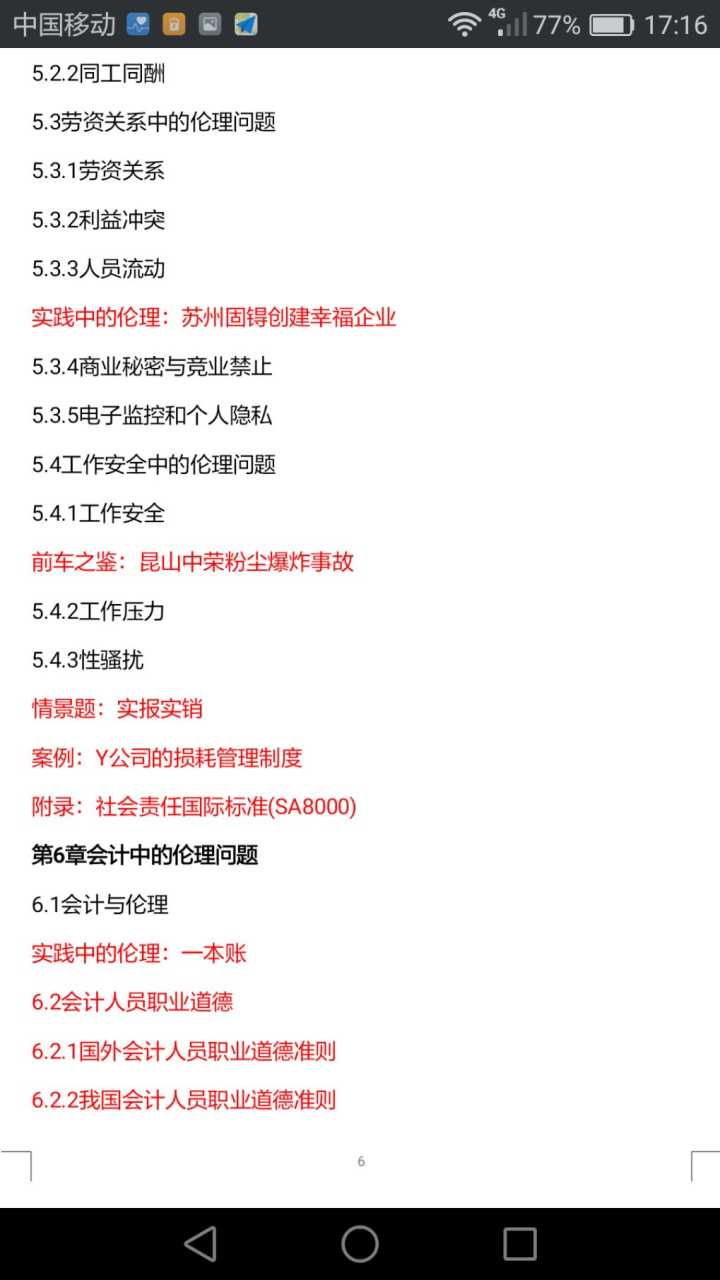 中国移动 4G 77% 17:16
5.2.2同工同酬
5.3劳资关系中的伦理问题
5.3.1劳资关系
5.3.2利益冲突
5.3.3人员流动
实践中的伦理：苏州固锝创建幸福企业
5.3.4商业秘密与竞业禁止
5.3.5电子监控和个人隐私
5.4工作安全中的伦理问题
5.4.1工作安全
前车之鉴：昆山中荣粉尘爆炸事故
5.4.2工作压力
5.4.3性骚扰
情景题：实报实销
案例：Y公司的损耗管理制度
附录：社会责任国际标准(SA8000)
第6章会计中的伦理问题
6.1会计与伦理
实践中的伦理：一本账
6.2会计人员职业道德
6.2.1国外会计人员职业道德准则
6.2.2我国会计人员职业道德准则
6